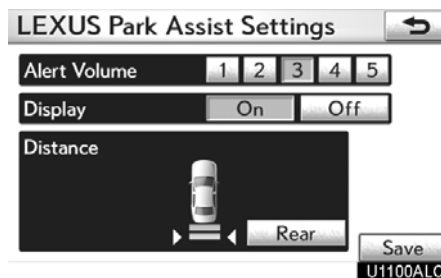 LEXUS Park Assist Settings
Alert Volume 1 2 3 4 5
Display On Off
Distance
Rear
Save
U1100ALC